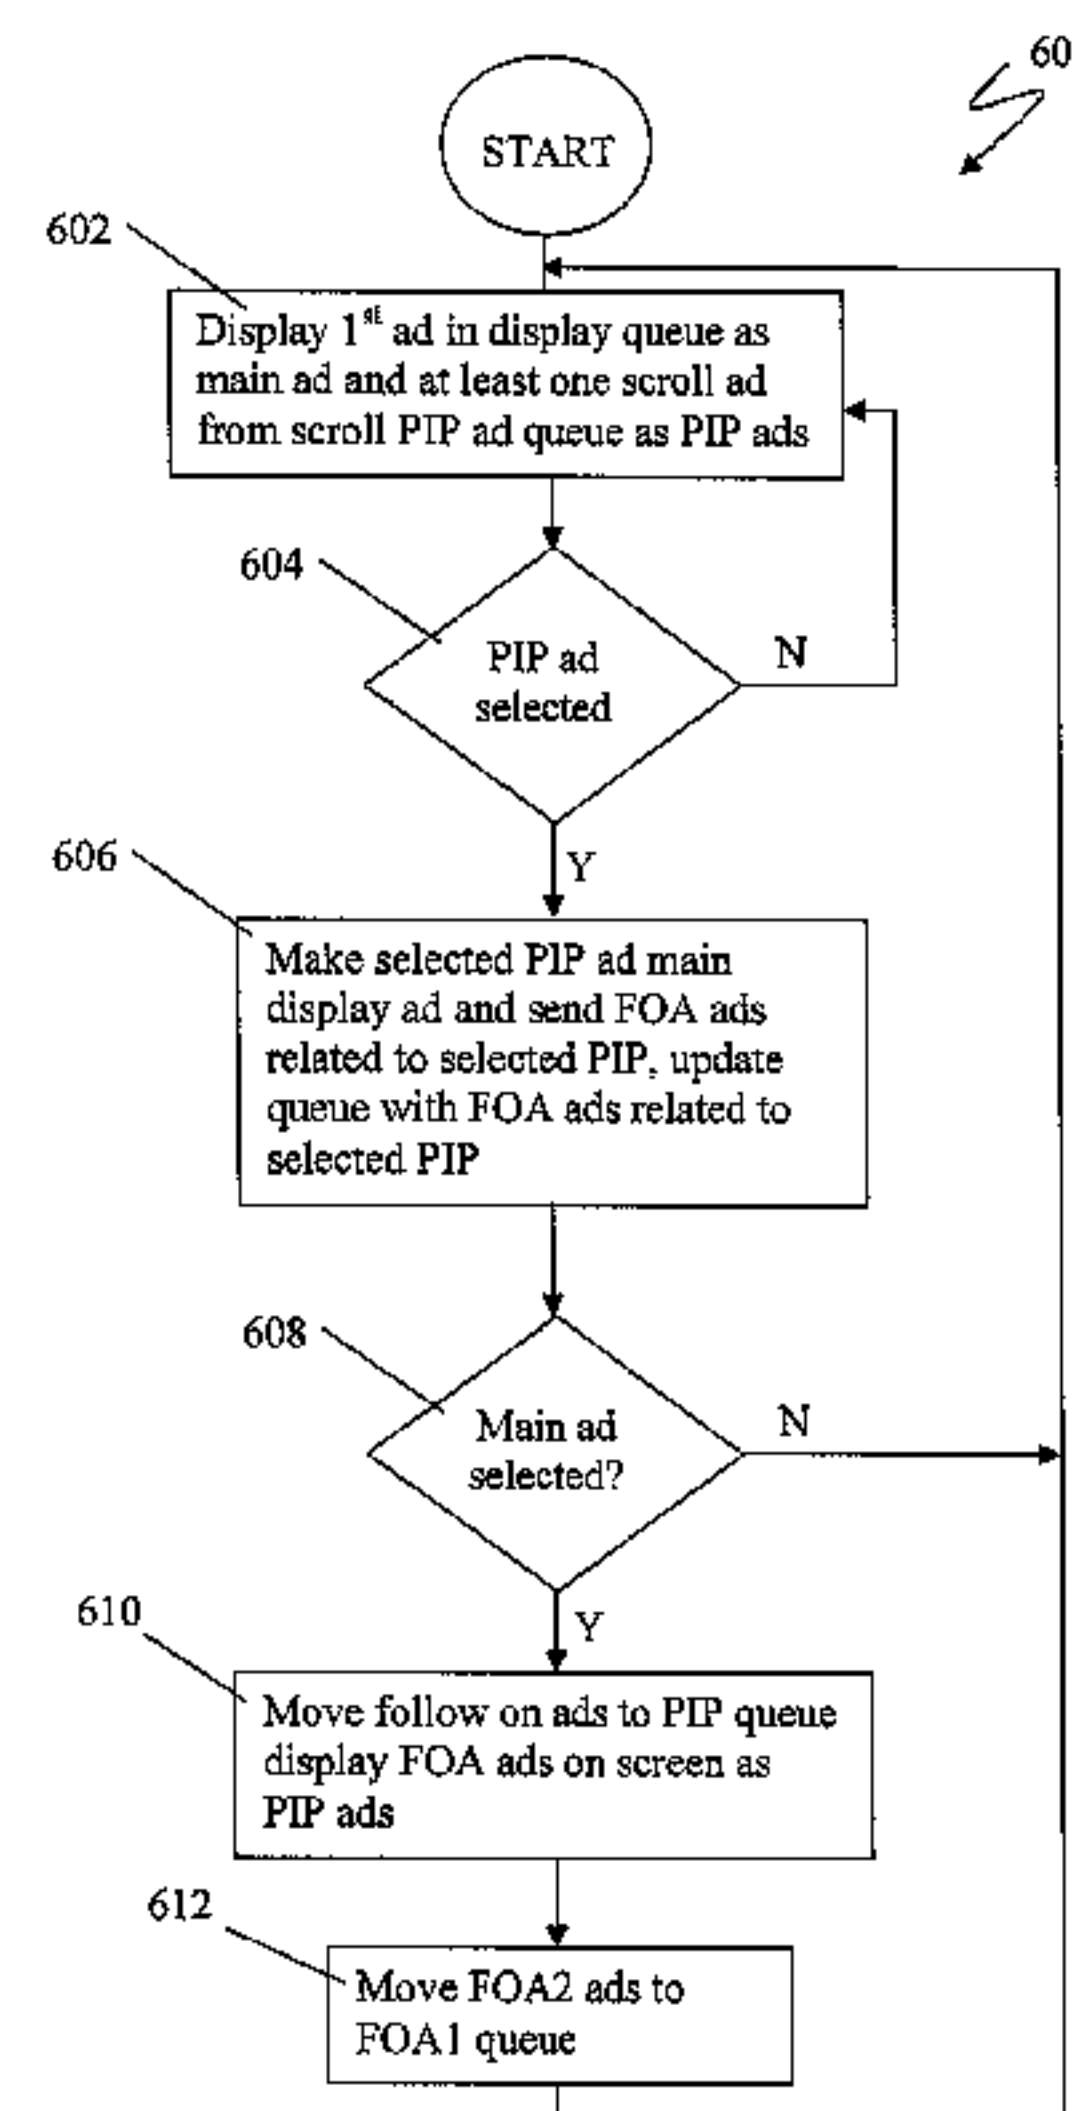 60
START
602
Display 1st ad in display queue as
main ad and at least one scroll ad
from scroll PIP ad queue as PIP ads
604
PIP ad
selected
N
Y
606
Make selected PIP ad main
display ad and send FOA ads
related to selected PIP, update
queue with FOA ads related to
selected PIP
608
Main ad
selected?
N
Y
610
Move follow on ads to PIP queue
display FOA ads on screen as
PIP ads
612
Move FOA2 ads to
FOA1 queue